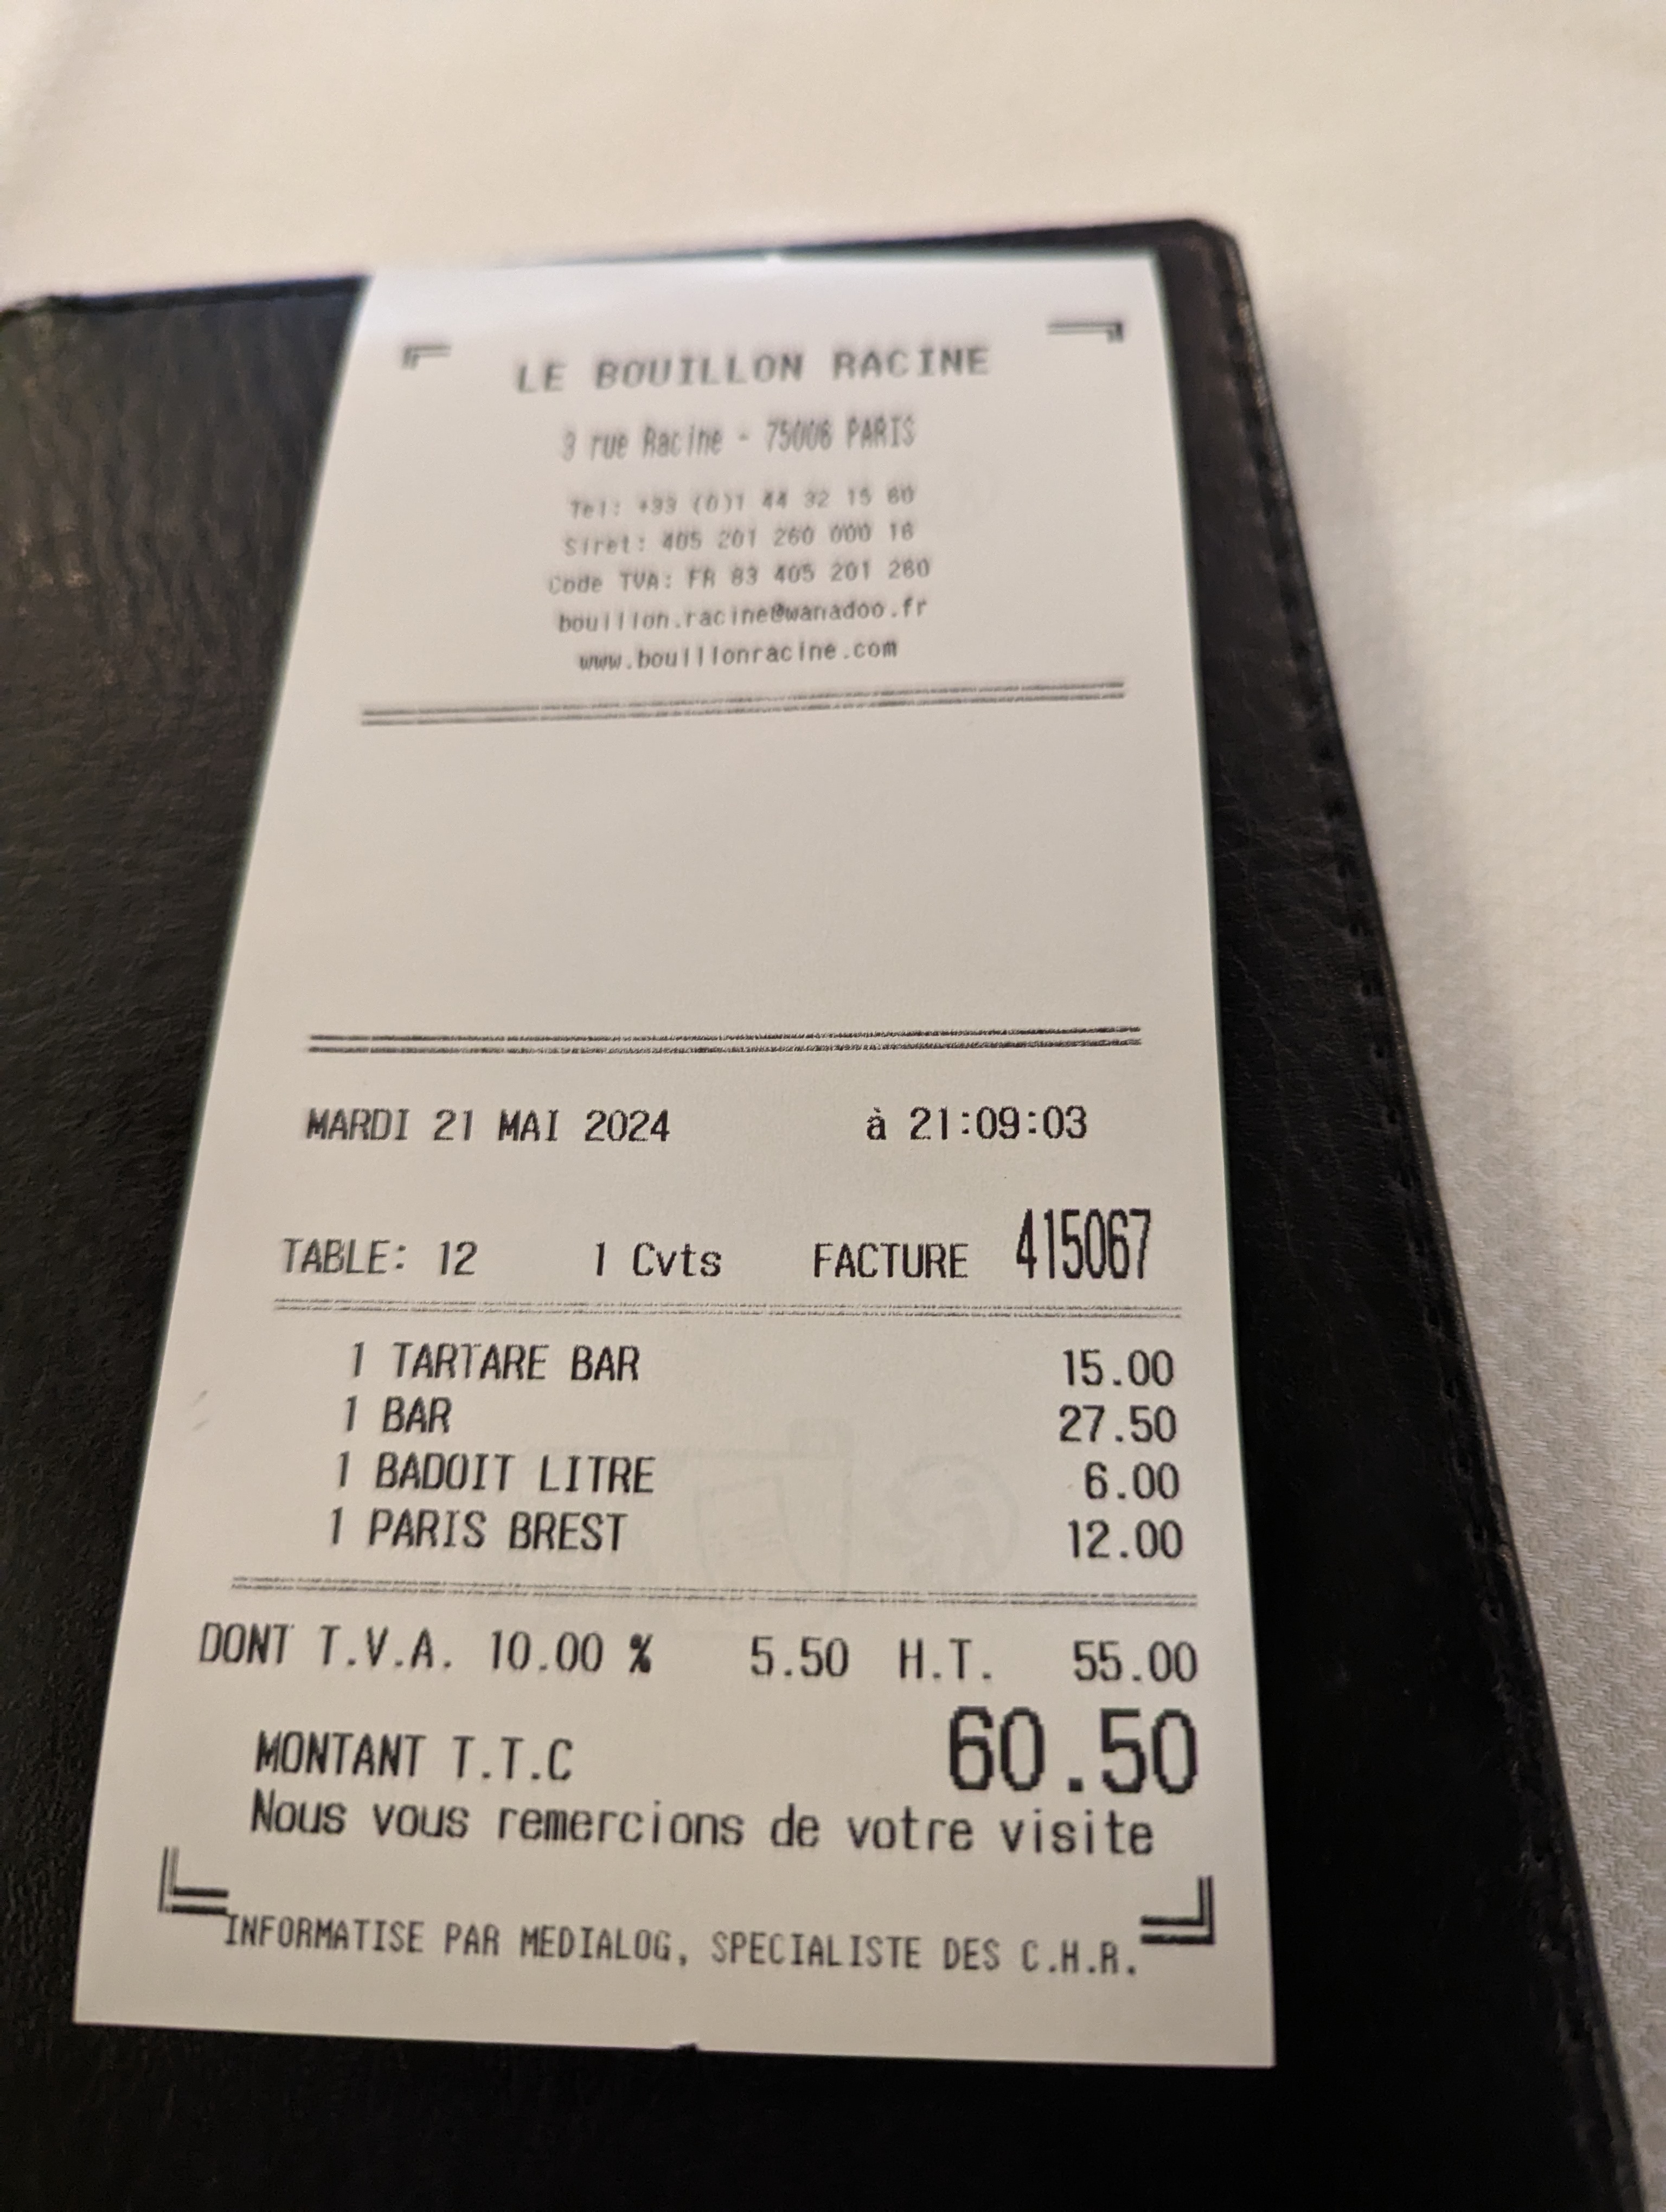 LE BOUILLON RACINE
3 rue Racine - 75006 PARIS
Tel: +33 (0)1 44 32 15 60
Siret: 405 201 260 000 16
Code TVA: FR 83 405 201 260
bouillon.racine@wanadoo.fr
www.bouillonracine.com
MARDI 21 MAI 2024 à 21:09:03
TABLE: 12 1 Cvts FACTURE 415067
1 TARTARE BAR 15.00
1 BAR 27.50
1 BADOIT LITRE 6.00
1 PARIS BREST 12.00
DONT T.V.A. 10.00 % 5.50 H.T. 55.00
MONTANT T.T.C 60.50
Nous vous remercions de votre visite
INFORMATISE PAR MEDIALOG, SPECIALISTE DES C.H.R.